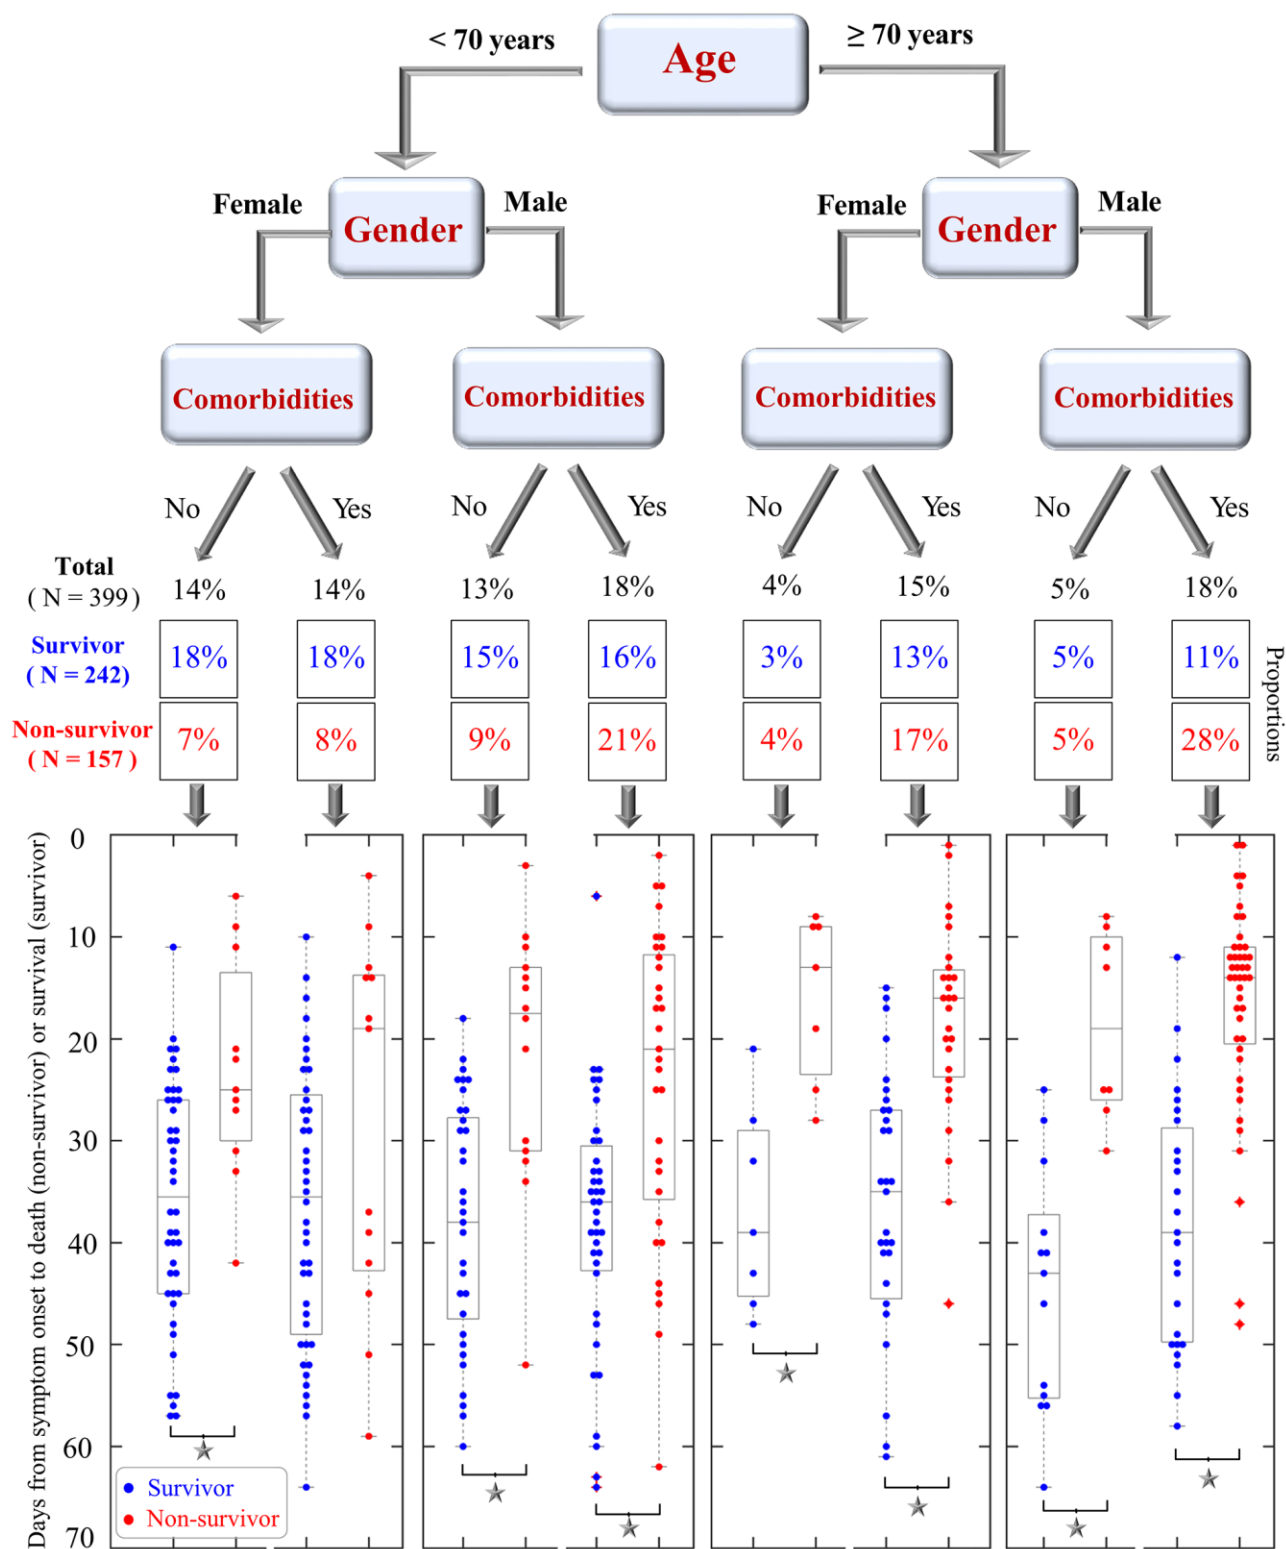 Age
< 70 years
≥ 70 years
Female
Gender
Male
Female
Gender
Male
Comorbidities
Comorbidities
Comorbidities
Comorbidities
No
Yes
No
Yes
No
Yes
No
Yes
Total
( N = 399 )
14%
14%
13%
18%
4%
15%
5%
18%
Survivor
( N = 242)
18%
18%
15%
16%
3%
13%
5%
11%
Non-survivor
( N = 157 )
7%
8%
9%
21%
4%
17%
5%
28%
Proportions
Days from symptom onset to death (non-survivor) or survival (survivor)
0
10
20
30
40
50
60
70
Survivor
Non-survivor